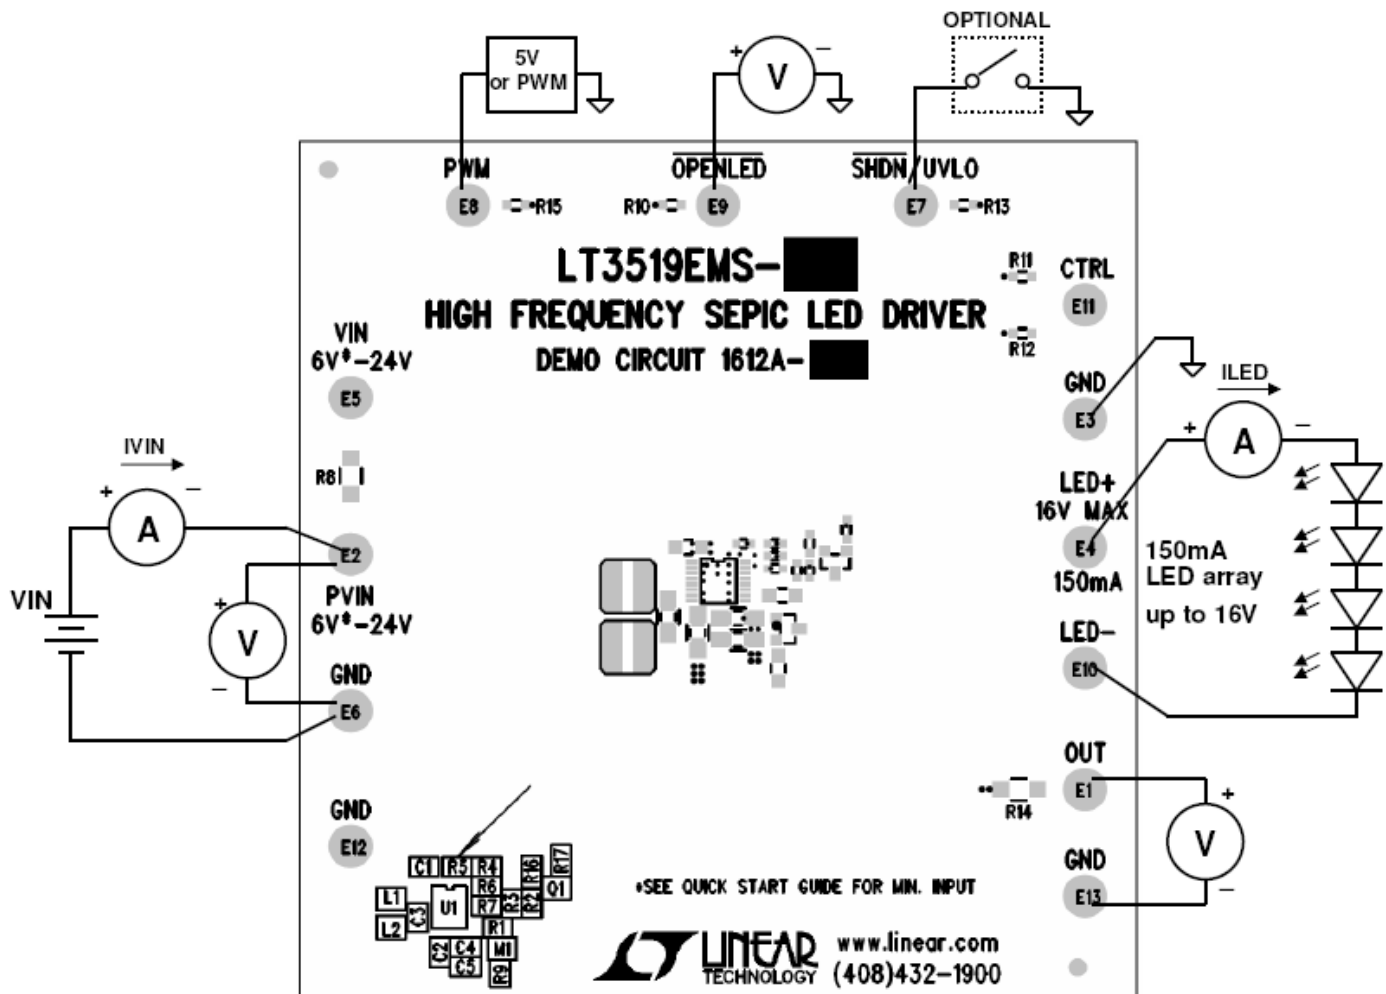 OPTIONAL
5V
or PWM
+ V −
PWM
OPENLED
SHDN/UVLO
E8
R15
R10
E9
E7
R13
LT3519EMS-
R11
CTRL
E11
HIGH FREQUENCY SEPIC LED DRIVER
VIN
6V*-24V
DEMO CIRCUIT 1612A-
R12
E5
GND
E3
ILED
+ A −
IVIN
+ A −
R8
LED+
16V MAX
E4
150mA
150mA
LED array
up to 16V
E2
PVIN
6V*-24V
VIN
+
V
−
GND
E6
LED-
E10
OUT
E1
R14
+
V
−
GND
E12
GND
E13
C1
R5
R4
R16
R17
L1
C3
U1
R6
R3
R2
Q1
L2
R7
R1
C2
C4
M1
C5
R9
*SEE QUICK START GUIDE FOR MIN. INPUT
LINEAR
TECHNOLOGY
www.linear.com
(408)432-1900